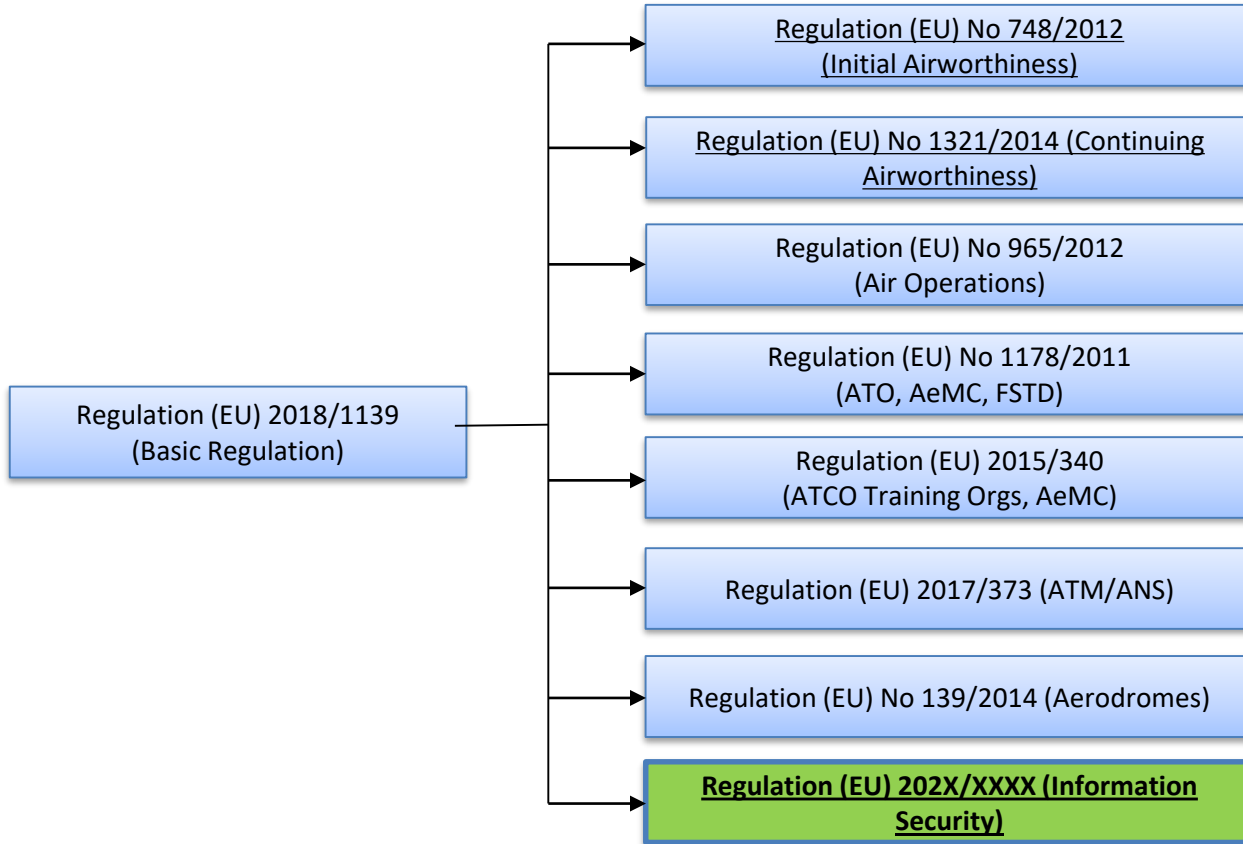 Regulation (EU) No 748/2012
(Initial Airworthiness)
Regulation (EU) No 1321/2014 (Continuing
Airworthiness)
Regulation (EU) No 965/2012
(Air Operations)
Regulation (EU) No 1178/2011
(ATO, AeMC, FSTD)
Regulation (EU) 2018/1139
(Basic Regulation)
Regulation (EU) 2015/340
(ATCO Training Orgs, AeMC)
Regulation (EU) 2017/373 (ATM/ANS)
Regulation (EU) No 139/2014 (Aerodromes)
Regulation (EU) 202X/XXXX (Information
Security)